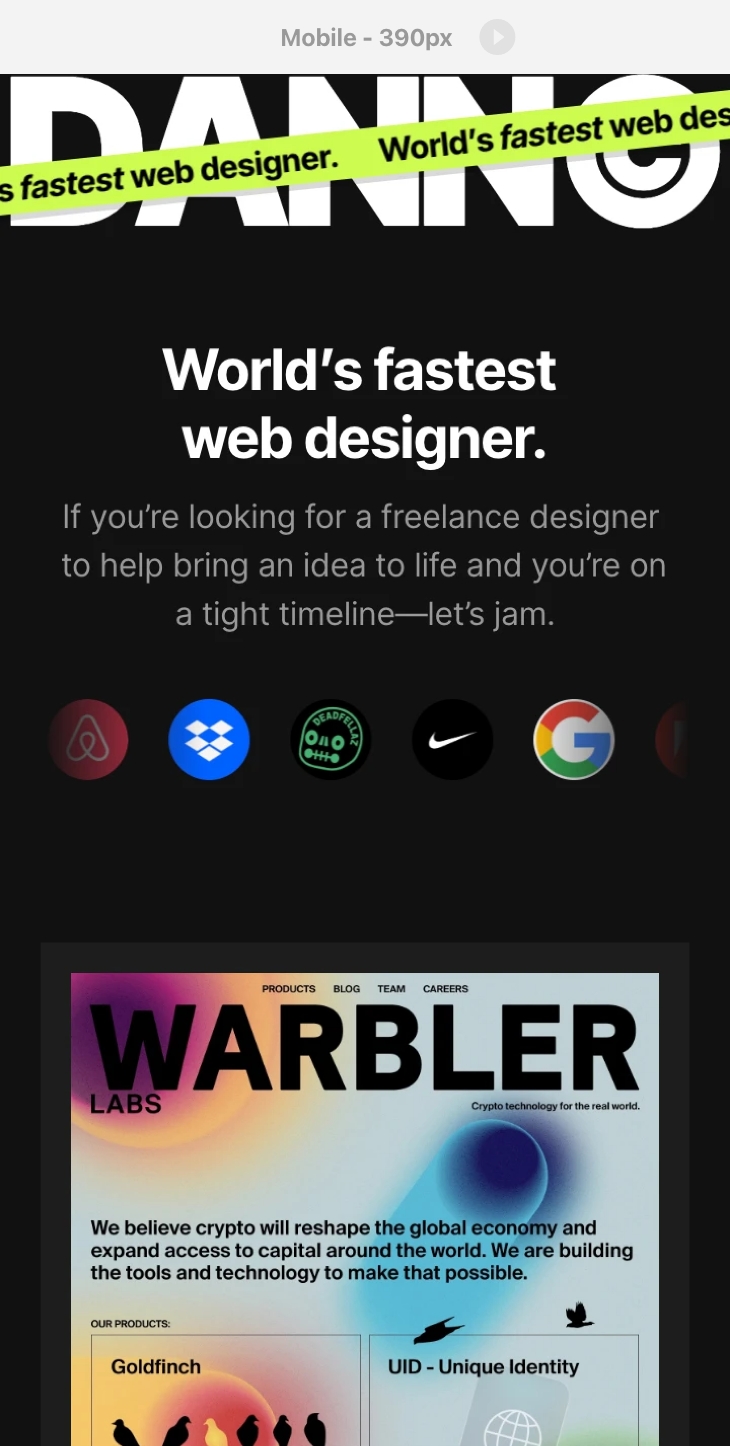 Mobile - 390px
DANN©
s fastest web designer. World's fastest web des
World's fastest
web designer.
If you're looking for a freelance designer
to help bring an idea to life and you're on
a tight timeline—let's jam.
DEADFELLAZ
G
PRODUCTS BLOG TEAM CAREERS
WARBLER
LABS
Crypto technology for the real world.
We believe crypto will reshape the global economy and
expand access to capital around the world. We are building
the tools and technology to make that possible.
OUR PRODUCTS:
Goldfinch
UID - Unique Identity